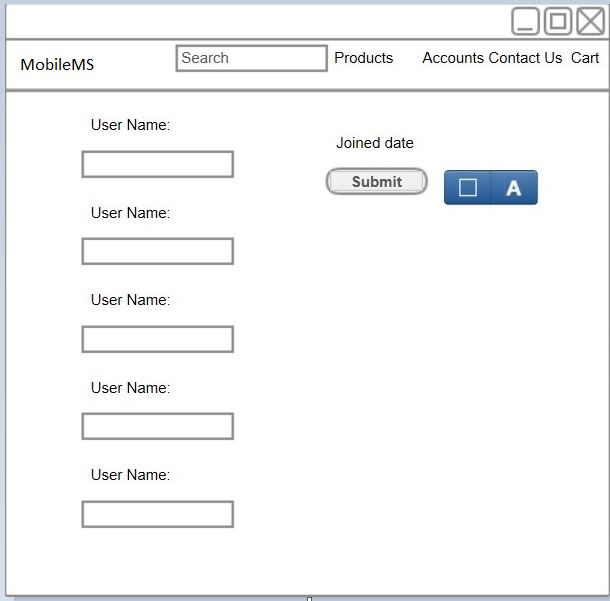 MobileMS Search Products Accounts Contact Us Cart
User Name:
Joined date
Submit A
User Name:
User Name:
User Name:
User Name: